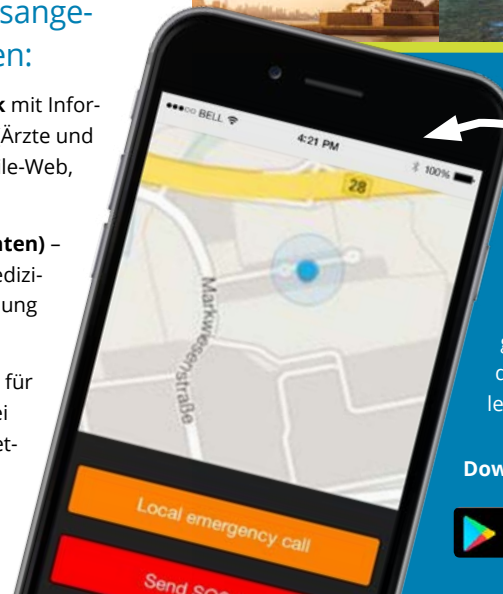 sange-
en:
k mit Infor-
Ärzte und
lle-Web,
nten) –
edizi-
ung
für
ei
et-
BELL
4:21 PM
100%
28
Markwiesenstraße
Local emergency call
Send SOS
g
le
Dow